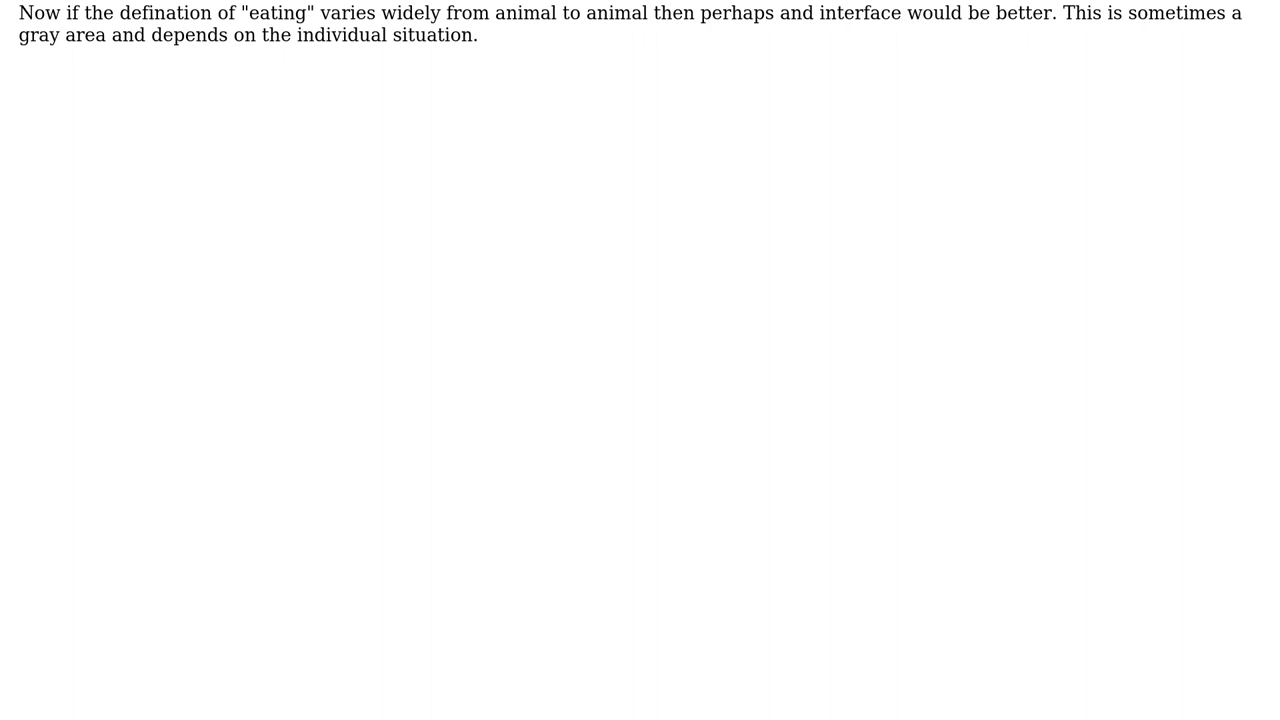 Now if the defination of "eating" varies widely from animal to animal then perhaps and interface would be better. This is sometimes a
gray area and depends on the individual situation.